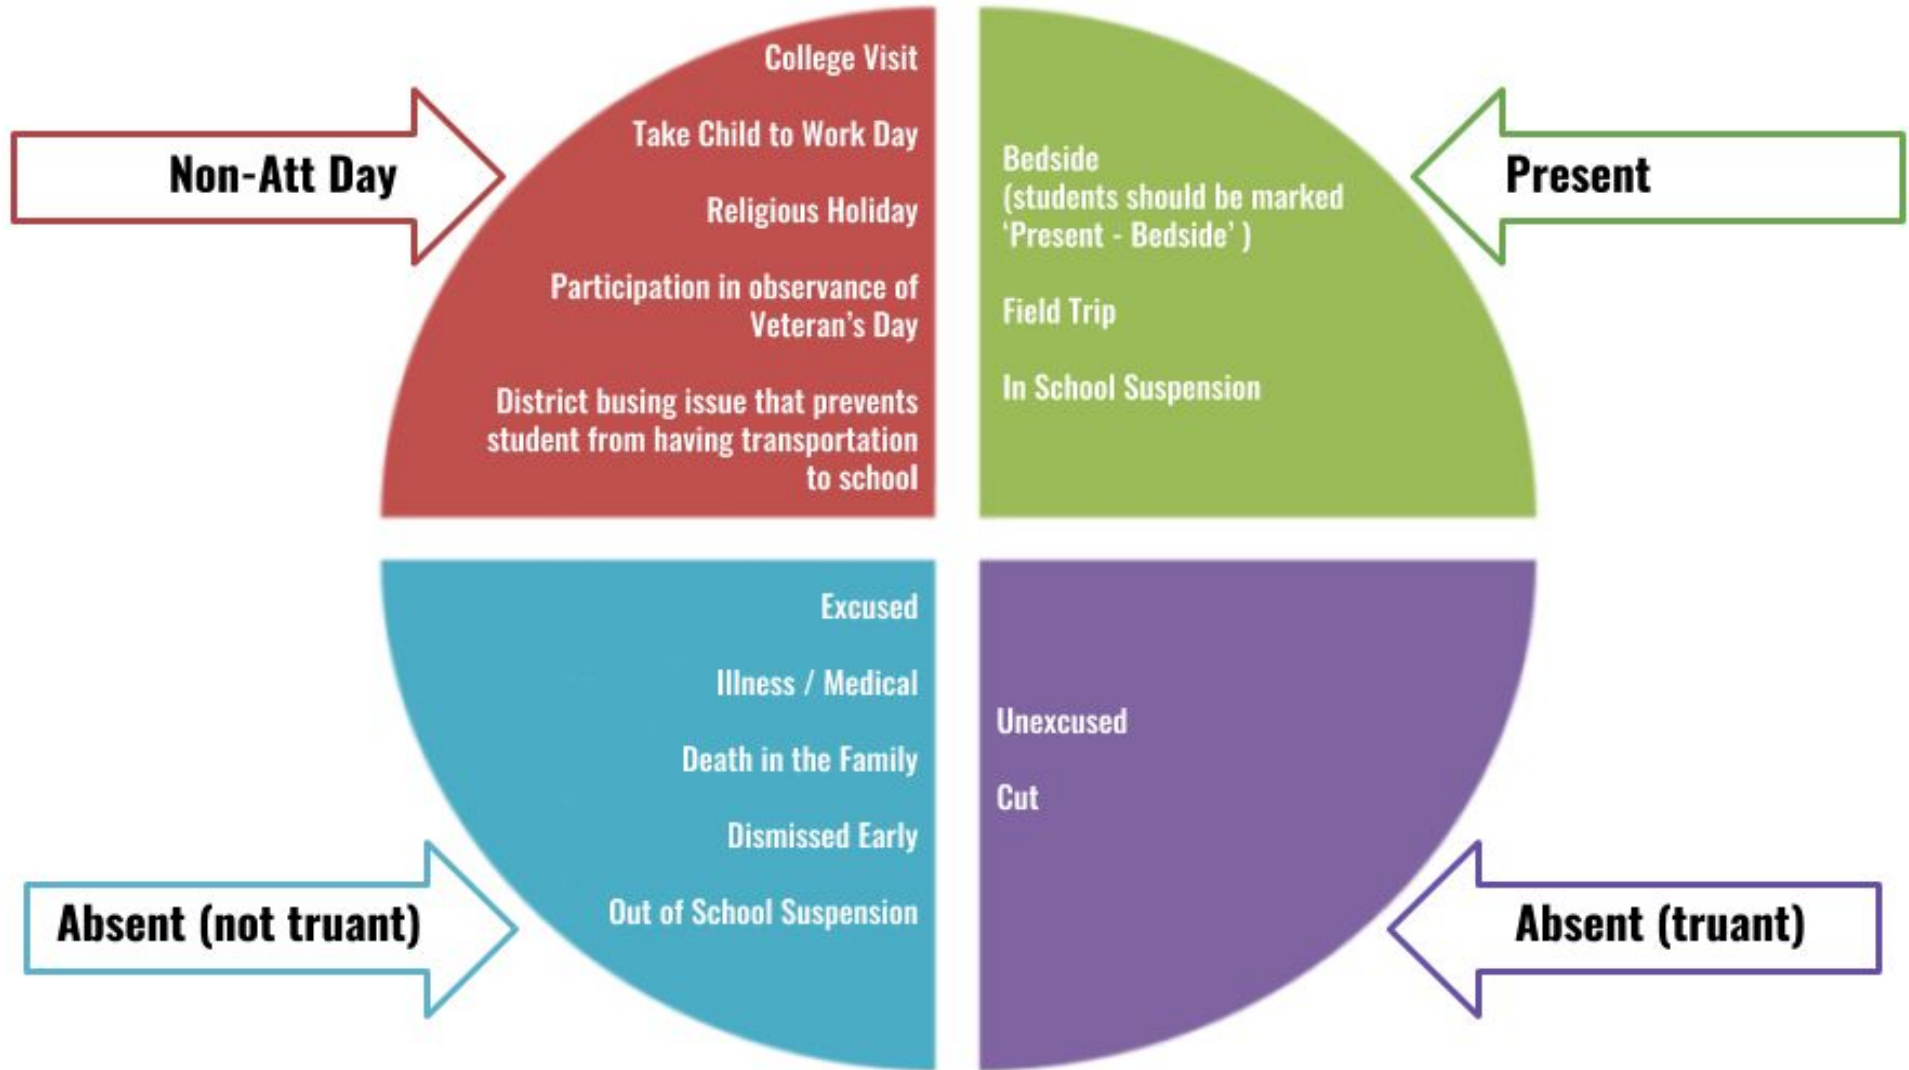 Non-Att Day
College Visit
Take Child to Work Day
Religious Holiday
Participation in observance of
Veteran’s Day
District busing issue that prevents
student from having transportation
to school
Bedside
(students should be marked
‘Present - Bedside’ )
Field Trip
In School Suspension
Present
Absent (not truant)
Excused
Illness / Medical
Death in the Family
Dismissed Early
Out of School Suspension
Unexcused
Cut
Absent (truant)